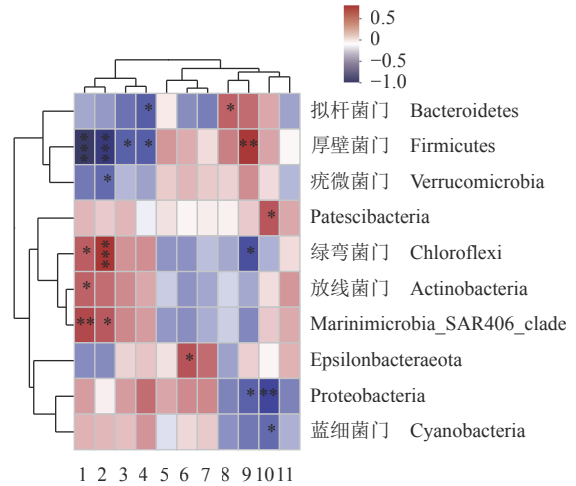 0.5
0
−0.5
−1.0
* * 拟杆菌门 Bacteroidetes
*** *** * * ** 厚壁菌门 Firmicutes
* 疣微菌门 Verrucomicrobia
* Patescibacteria
* *** * 绿弯菌门 Chloroflexi
* 放线菌门 Actinobacteria
** * Marinimicrobia_SAR406_clade
* Epsilonbacteraeota
* ** Proteobacteria
* 蓝细菌门 Cyanobacteria
1 2 3 4 5 6 7 8 9 10 11